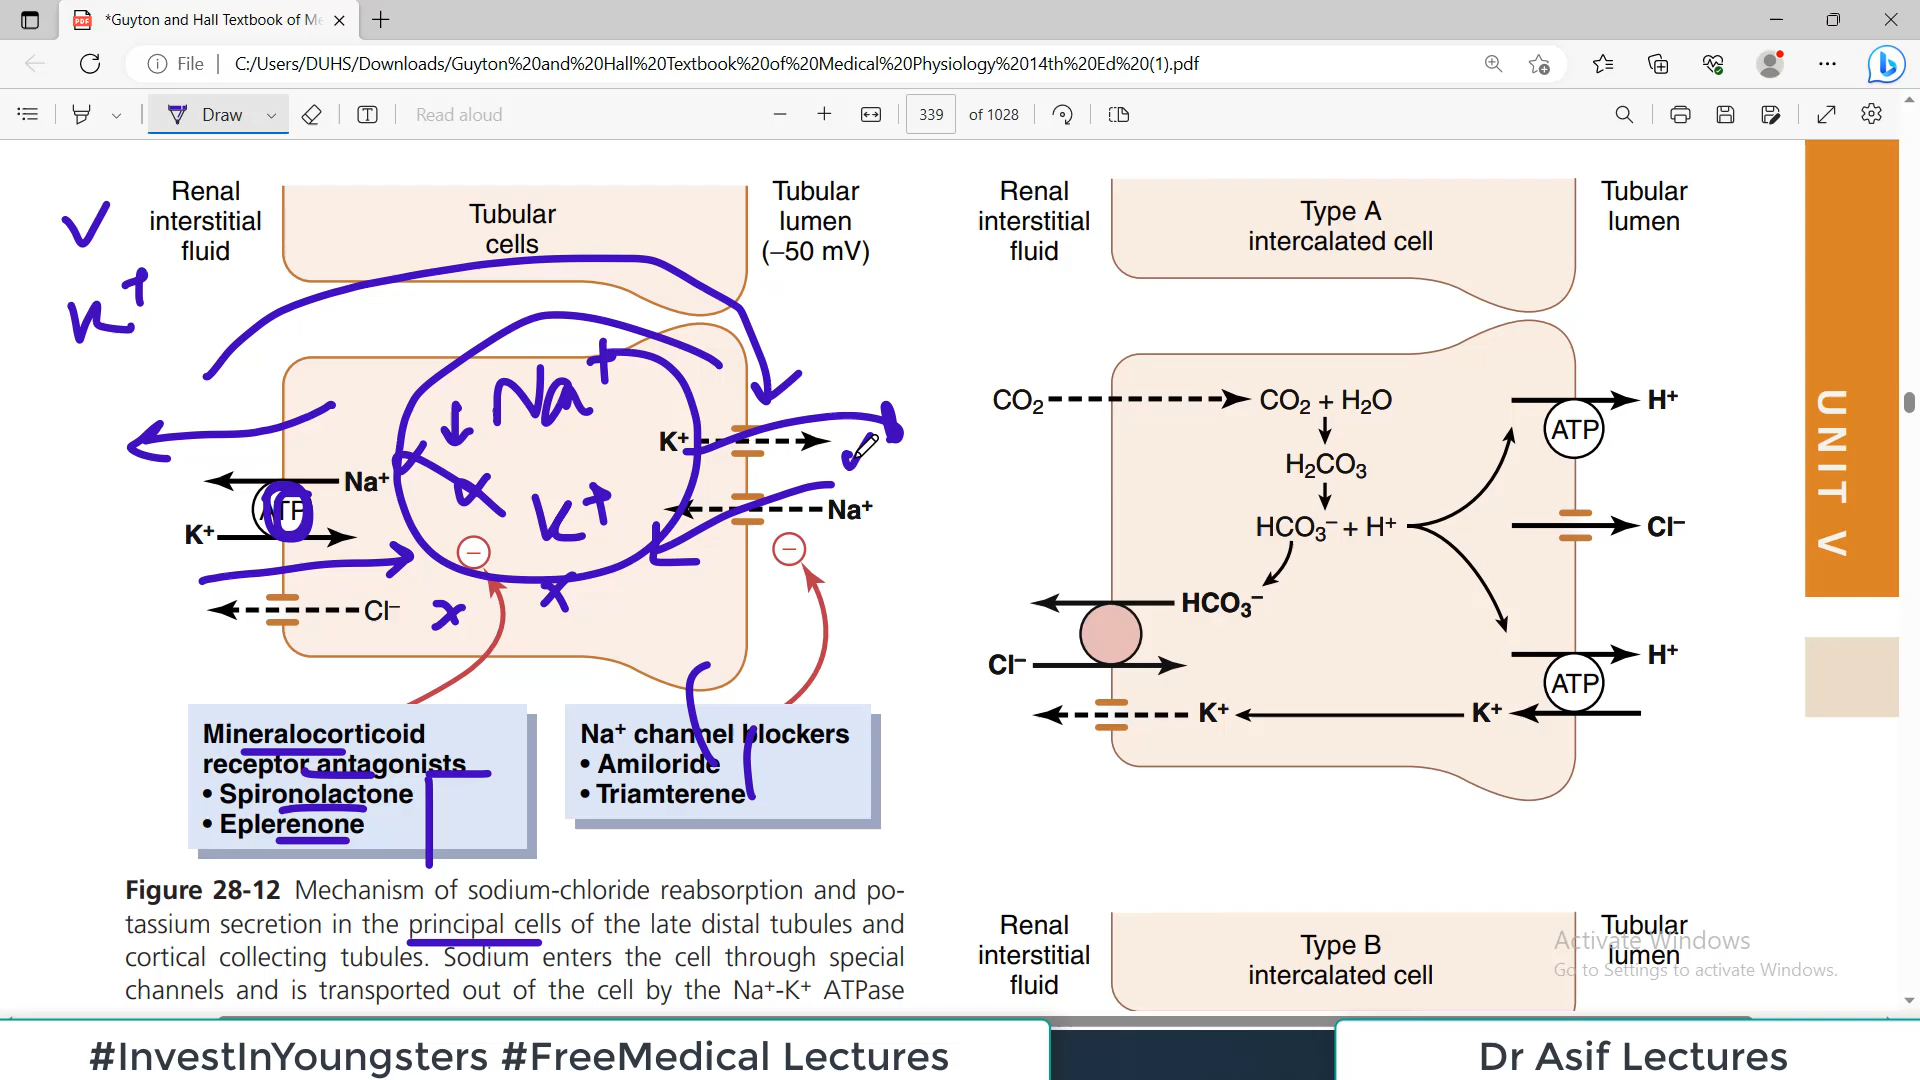 *Guyton and Hall Textbook of Me
File
C:/Users/DUHS/Downloads/Guyton%20and%20Hall%20Textbook%20of%20Medical%20Physiology%2014th%20Ed%20(1).pdf
Draw
Read aloud
339 of 1028
Renal
interstitial
fluid
Tubular
cells
Tubular
lumen
(–50 mV)
K+
Na+
K+
K+
Na+
ATP
K+
Na+
Cl–
Mineralocorticoid
receptor antagonists
• Spironolactone
• Eplerenone
Na+ channel blockers
• Amiloride
• Triamterene
Figure 28-12 Mechanism of sodium-chloride reabsorption and po-
tassium secretion in the principal cells of the late distal tubules and
cortical collecting tubules. Sodium enters the cell through special
channels and is transported out of the cell by the Na+-K+ ATPase
Renal
interstitial
fluid
Type A
intercalated cell
Tubular
lumen
CO₂
CO₂ + H₂O
H+
ATP
H₂CO₃
HCO₃– + H+
Cl–
HCO₃–
Cl–
H+
ATP
K+
K+
Renal
interstitial
fluid
Type B
intercalated cell
Tubular
lumen
UNIT V
Activate Windows
Go to Settings to activate Windows.
#InvestInYoungsters #FreeMedical Lectures
Dr Asif Lectures